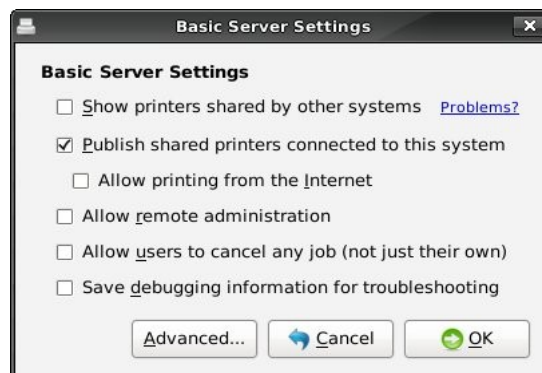 Basic Server Settings
Basic Server Settings
Show printers shared by other systems Problems?
Publish shared printers connected to this system
Allow printing from the Internet
Allow remote administration
Allow users to cancel any job (not just their own)
Save debugging information for troubleshooting
Advanced... Cancel OK